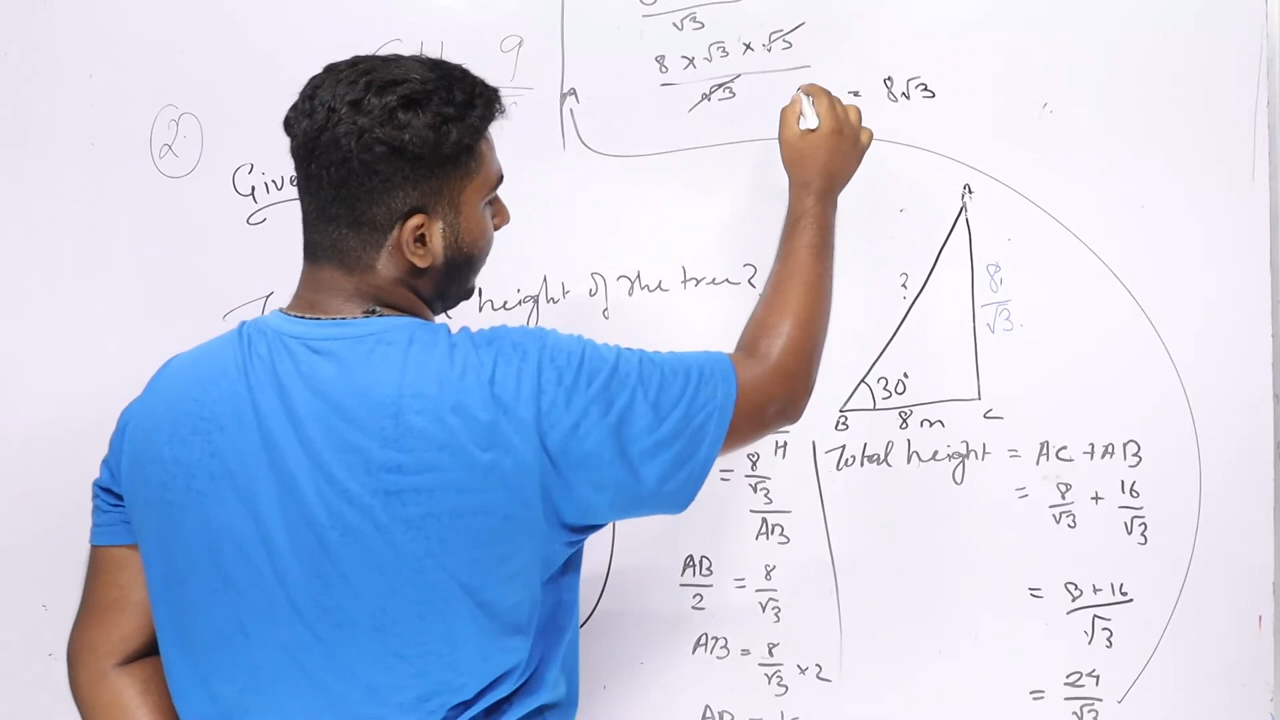 √3
8 × √3 × √3
√3
= 8√3
9
2
A
Give
height of the tree?
A
?
8
√3
30°
B
8 m
C
H
= 8
√3
AB
AB = 8
2 √3
AB = 8 × 2
√3
AB =
Total height = AC + AB
= 8 + 16
√3 √3
= 8 + 16
√3
= 24
√3